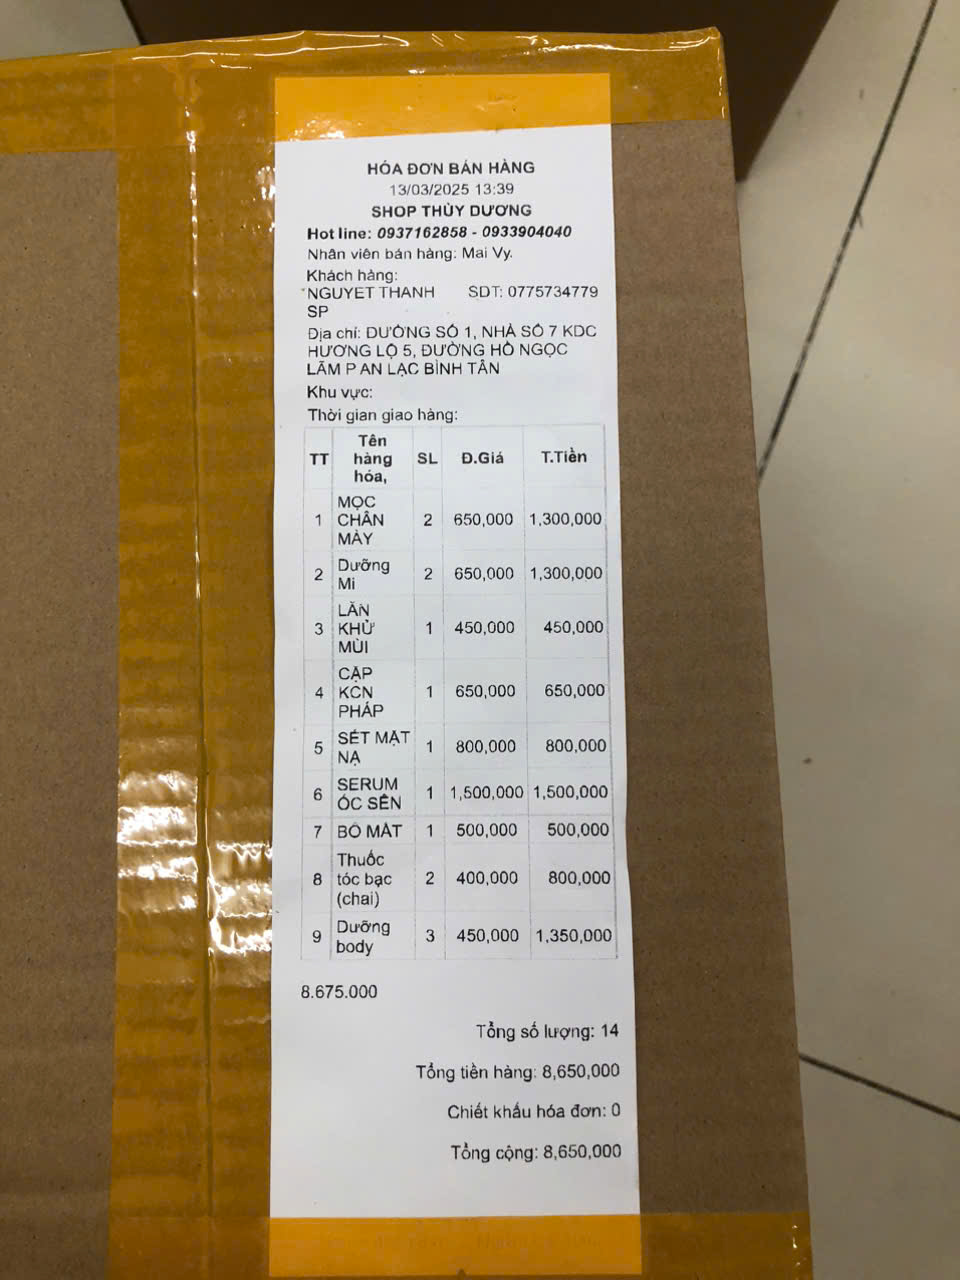 HÓA ĐƠN BÁN HÀNG
13/03/2025 13:39
SHOP THÙY DƯƠNG
Hot line: 0937162858 - 0933904040
Nhân viên bán hàng: Mai Vy.
Khách hàng:
NGUYET THANH SDT: 0775734779
SP
Địa chỉ: ĐƯỜNG SỐ 1, NHÀ SỐ 7 KDC
HƯƠNG LỘ 5, ĐƯỜNG HỒ NGỌC
LÃM P AN LẠC BÌNH TÂN
Khu vực:
Thời gian giao hàng:
TT Tên hàng hóa, SL Đ.Giá T.Tiền
1 MỌC CHÂN MÀY 2 650,000 1,300,000
2 Dưỡng Mi 2 650,000 1,300,000
3 LĂN KHỬ MÙI 1 450,000 450,000
4 CẶP KCN PHÁP 1 650,000 650,000
5 SÉT MẶT NẠ 1 800,000 800,000
6 SERUM ỐC SÊN 1 1,500,000 1,500,000
7 BÔ MẮT 1 500,000 500,000
8 Thuốc tóc bạc (chai) 2 400,000 800,000
9 Dưỡng body 3 450,000 1,350,000
8.675.000
Tổng số lượng: 14
Tổng tiền hàng: 8,650,000
Chiết khấu hóa đơn: 0
Tổng cộng: 8,650,000